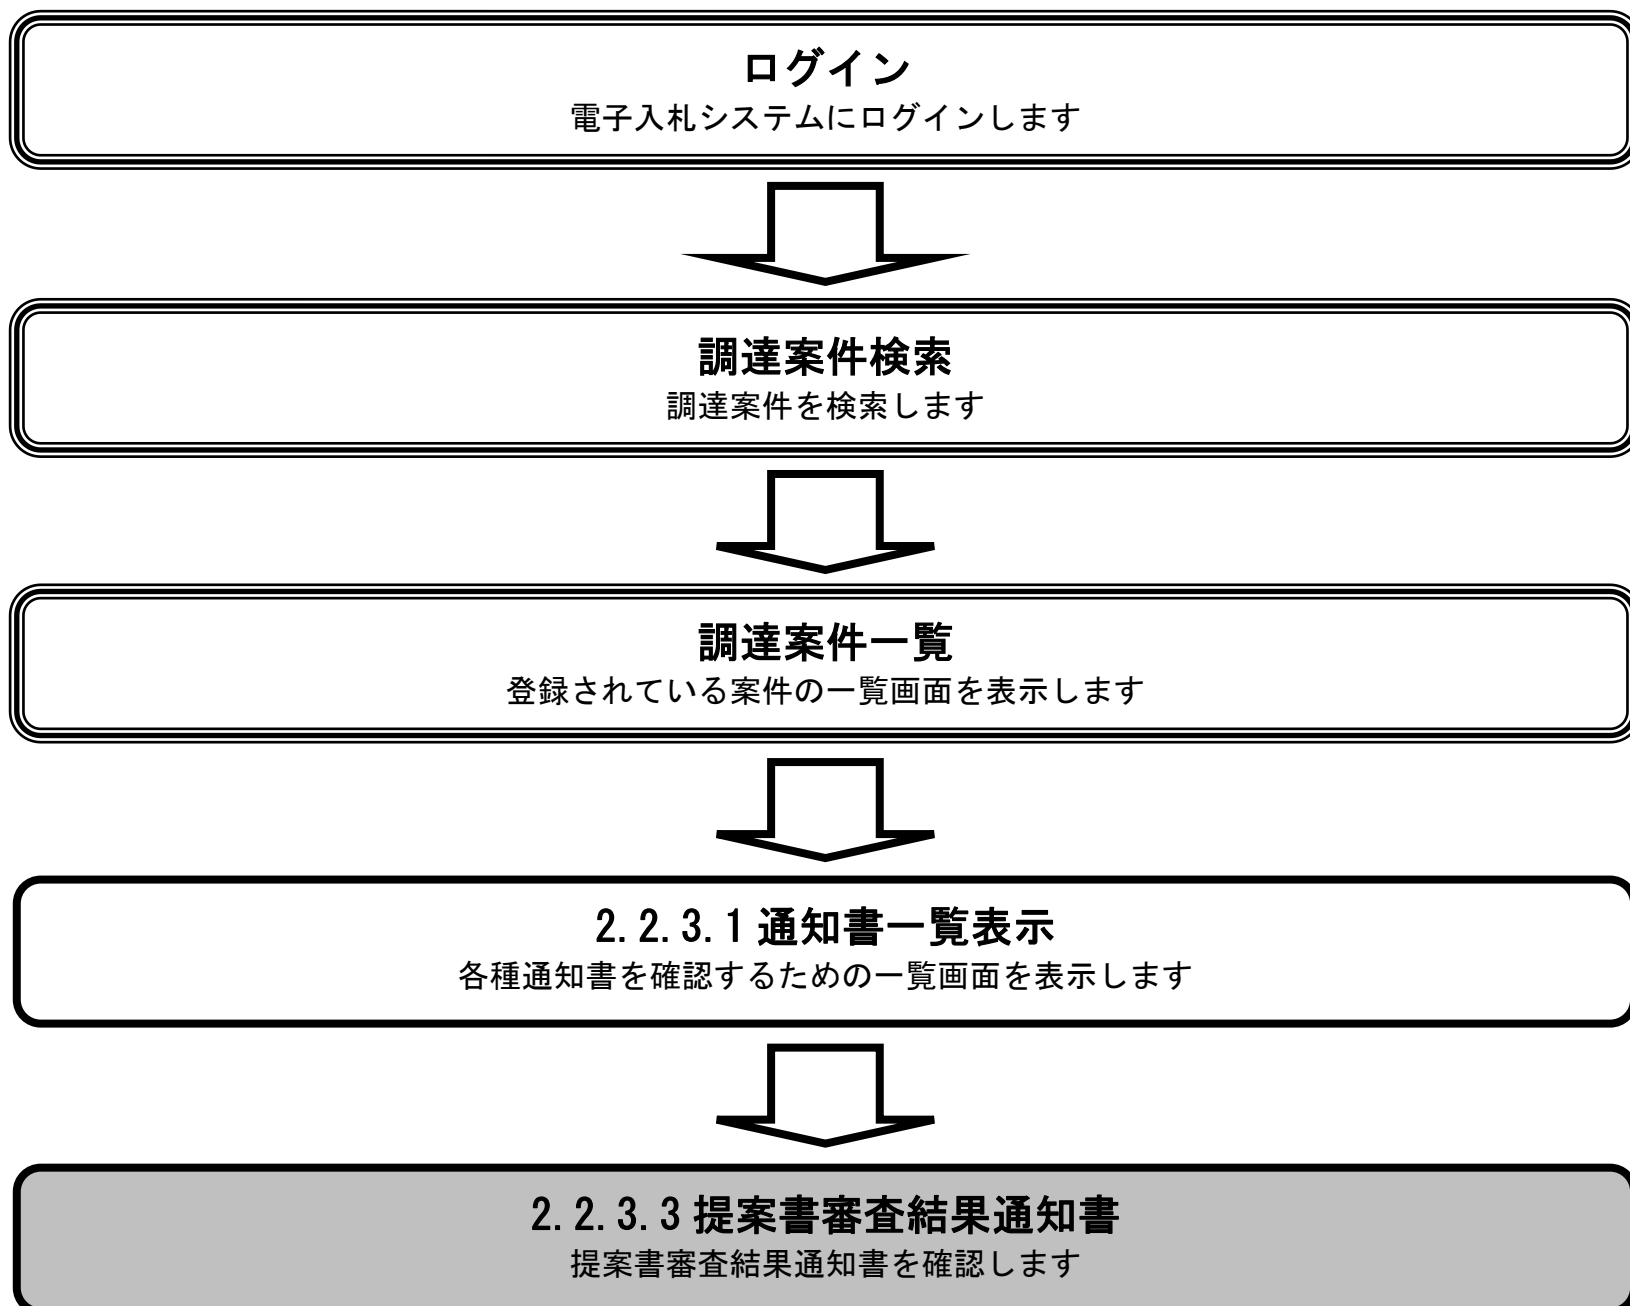 ログイン
電子入札システムにログインします
調達案件検索
調達案件を検索します
調達案件一覧
登録されている案件の一覧画面を表示します
2.2.3.1 通知書一覧表示
各種通知書を確認するための一覧画面を表示します
2.2.3.3 提案書審査結果通知書
提案書審査結果通知書を確認します